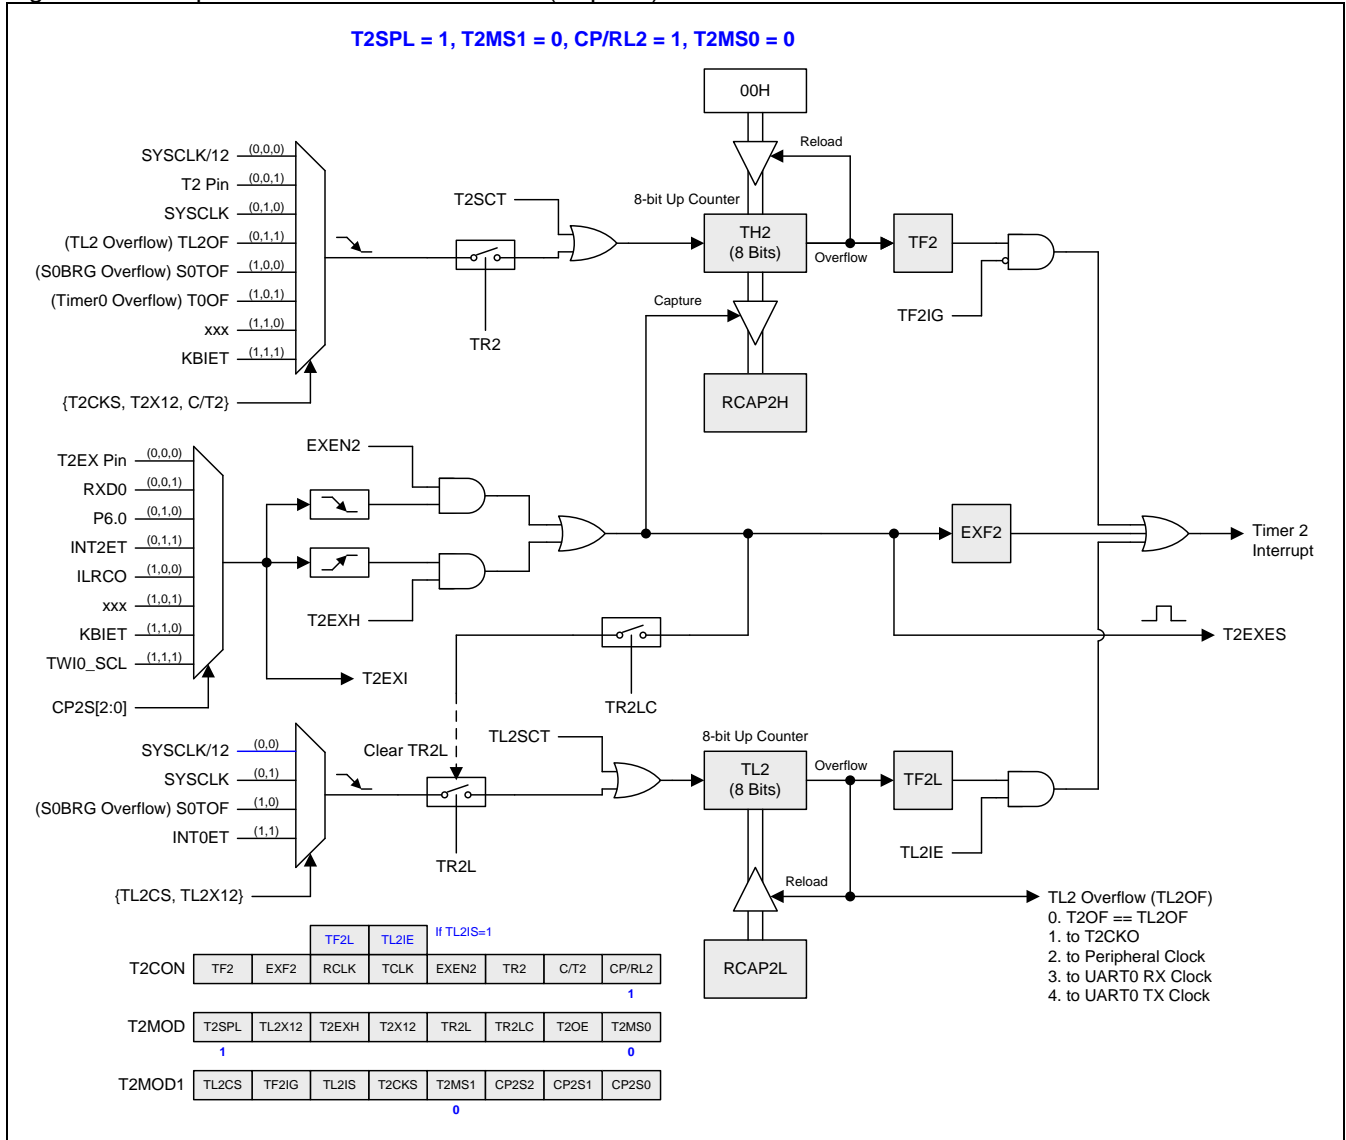 T2SPL = 1, T2MS1 = 0, CP/RL2 = 1, T2MS0 = 0
00H
Reload
SYSCLK/12 (0,0,0)
T2 Pin (0,0,1)
SYSCLK (0,1,0)
(TL2 Overflow) TL2OF (0,1,1)
(S0BRG Overflow) S0TOF (1,0,0)
(Timer0 Overflow) T0OF (1,0,1)
xxx (1,1,0)
KBIET (1,1,1)
{T2CKS, T2X12, C/T2}
T2SCT
TR2
8-bit Up Counter
TH2
(8 Bits)
Overflow
TF2
TF2IG
Capture
RCAP2H
EXEN2
T2EX Pin (0,0,0)
RXD0 (0,0,1)
P6.0 (0,1,0)
INT2ET (0,1,1)
ILRCO (1,0,0)
xxx (1,0,1)
KBIET (1,1,0)
TWI0_SCL (1,1,1)
CP2S[2:0]
T2EXH
T2EXI
EXF2
Timer 2
Interrupt
T2EXES
TR2LC
SYSCLK/12 (0,0)
SYSCLK (0,1)
(S0BRG Overflow) S0TOF (1,0)
INT0ET (1,1)
{TL2CS, TL2X12}
Clear TR2L
TR2L
TL2SCT
8-bit Up Counter
TL2
(8 Bits)
Overflow
TF2L
TL2IE
Reload
RCAP2L
TL2 Overflow (TL2OF)
0. T2OF == TL2OF
1. to T2CKO
2. to Peripheral Clock
3. to UART0 RX Clock
4. to UART0 TX Clock
TF2L TL2IE If TL2IS=1
T2CON TF2 EXF2 RCLK TCLK EXEN2 TR2 C/T2 CP/RL2
1
T2MOD T2SPL TL2X12 T2EXH T2X12 TR2L TR2LC T2OE T2MS0
1 0
T2MOD1 TL2CS TF2IG TL2IS T2CKS T2MS1 CP2S2 CP2S1 CP2S0
0